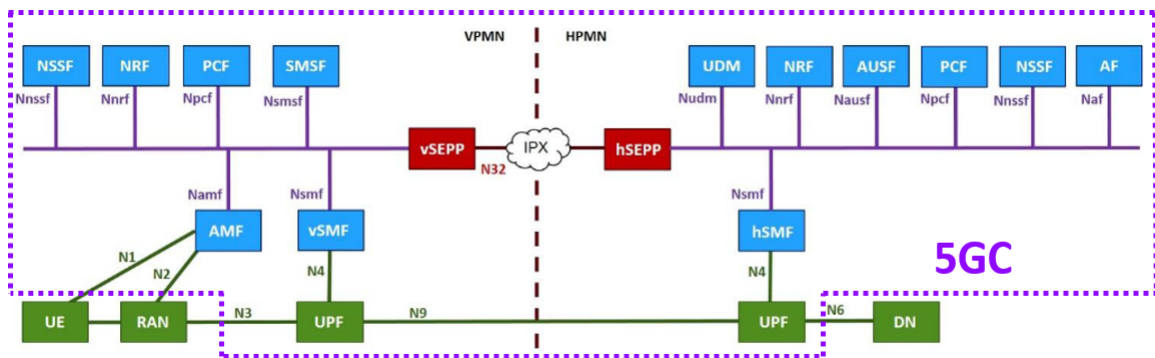 VPMN
HPMN
NSSF
NRF
PCF
SMSF
UDM
NRF
AUSF
PCF
NSSF
AF
Nnssf
Nnrf
Npcf
Nsmsf
Nudm
Nnrf
Nausf
Npcf
Nnssf
Naf
vSEPP
IPX
hSEPP
N32
Namf
Nsmf
Nsmf
AMF
vSMF
hSMF
N1
N2
N4
N4
5GC
UE
RAN
N3
UPF
N9
UPF
N6
DN